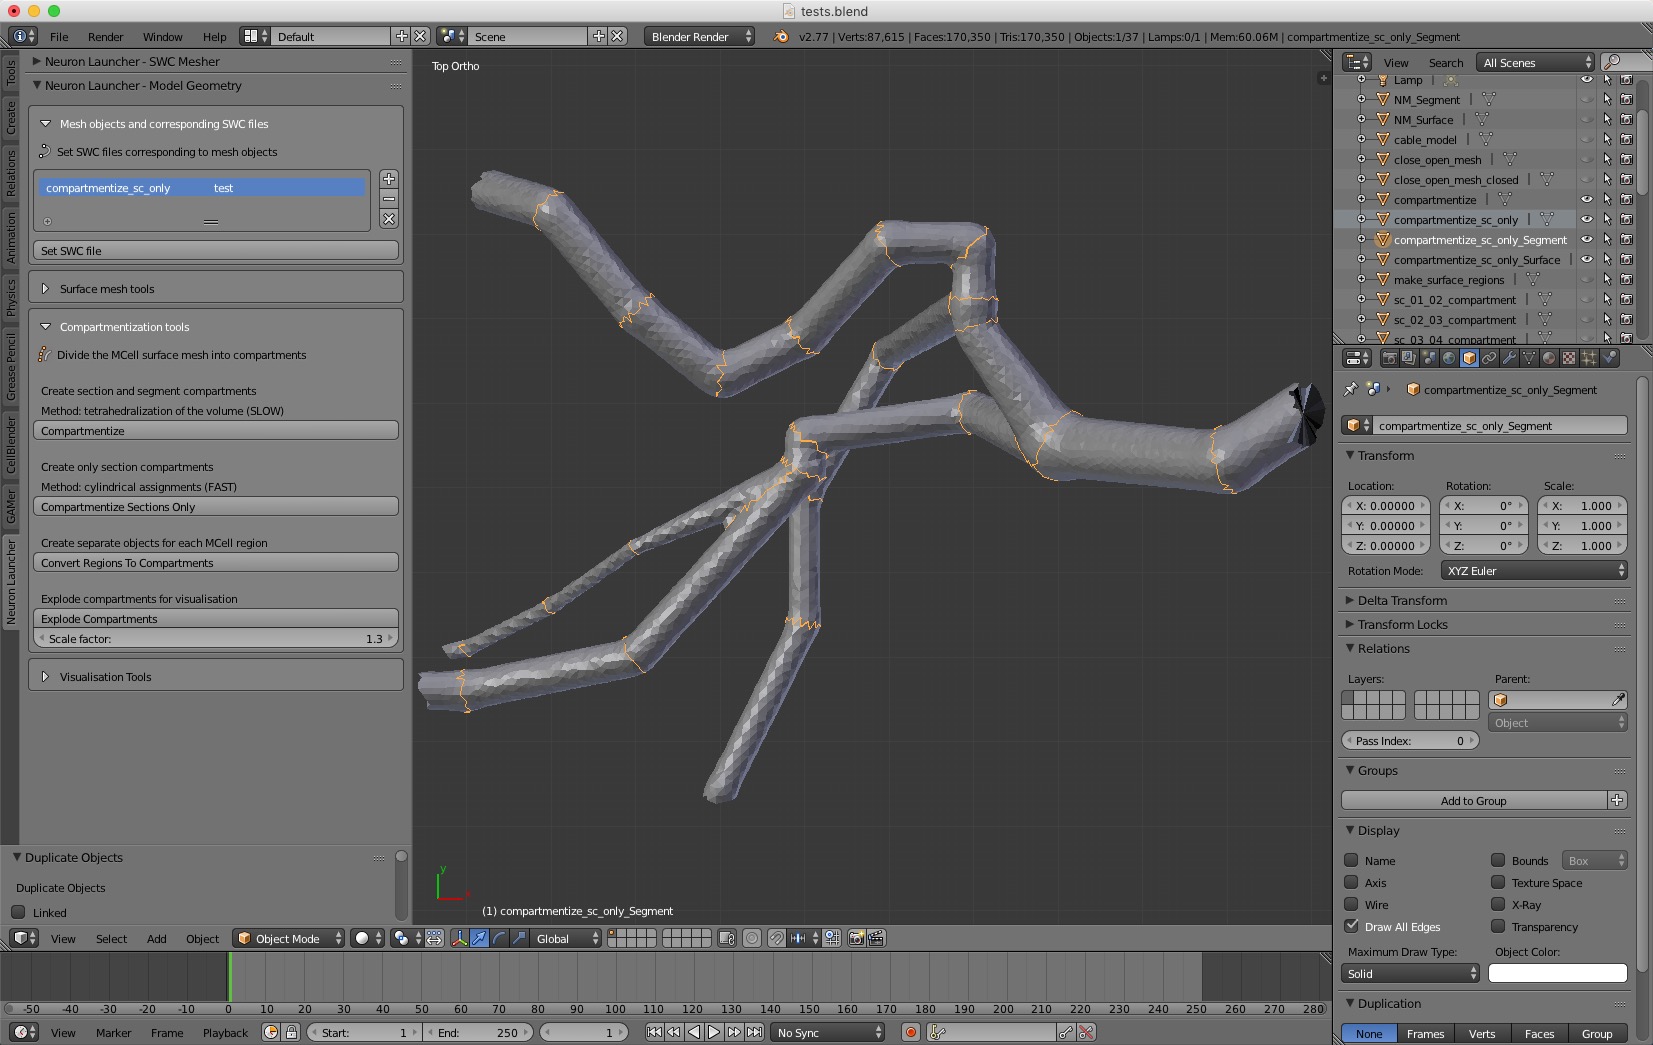 tests.blend
File Render Window Help Default Scene Blender Render v2.77 | Verts:87,615 | Faces:170,350 | Tris:170,350 | Objects:1/37 | Lamps:0/1 | Mem:60.06M | compartmentize_sc_only_Segment
Tools
Create
Relations
Animation
Physics
Grease Pencil
CellBlender
GAMer
Neuron Launcher
Neuron Launcher - SWC Mesher
Neuron Launcher - Model Geometry
Mesh objects and corresponding SWC files
Set SWC files corresponding to mesh objects
compartmentize_sc_only test
Set SWC file
Surface mesh tools
Compartmentization tools
Divide the MCell surface mesh into compartments
Create section and segment compartments
Method: tetrahedralization of the volume (SLOW)
Compartmentize
Create only section compartments
Method: cylindrical assignments (FAST)
Compartmentize Sections Only
Create separate objects for each MCell region
Convert Regions To Compartments
Explode compartments for visualisation
Explode Compartments
Scale factor: 1.3
Visualisation Tools
Duplicate Objects
Duplicate Objects
Linked
Top Ortho
y
x
(1) compartmentize_sc_only_Segment
View Select Add Object Object Mode Global
-50 -40 -30 -20 -10 0 10 20 30 40 50 60 70 80 90 100 110 120 130 140 150 160 170 180 190 200 210 220 230 240 250 260 270 280
View Marker Frame Playback Start: 1 End: 250 1 No Sync
View Search All Scenes
Lamp
NM_Segment
NM_Surface
cable_model
close_open_mesh
close_open_mesh_closed
compartmentize
compartmentize_sc_only
compartmentize_sc_only_Segment
compartmentize_sc_only_Surface
make_surface_regions
sc_01_02_compartment
sc_02_03_compartment
sc_03_04_compartment
compartmentize_sc_only_Segment
compartmentize_sc_only_Segment
Transform
Location: Rotation: Scale:
X: 0.00000 X: 0° X: 1.000
Y: 0.00000 Y: 0° Y: 1.000
Z: 0.00000 Z: 0° Z: 1.000
Rotation Mode: XYZ Euler
Delta Transform
Transform Locks
Relations
Layers: Parent:
Object
Pass Index: 0
Groups
Add to Group
Display
Name Bounds Box
Axis Texture Space
Wire X-Ray
Draw All Edges Transparency
Maximum Draw Type: Object Color:
Solid
Duplication
None Frames Verts Faces Group